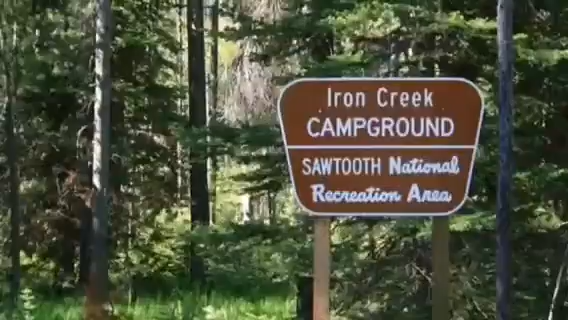 Iron Creek
CAMPGROUND
SAWTOOTH National
Recreation Area